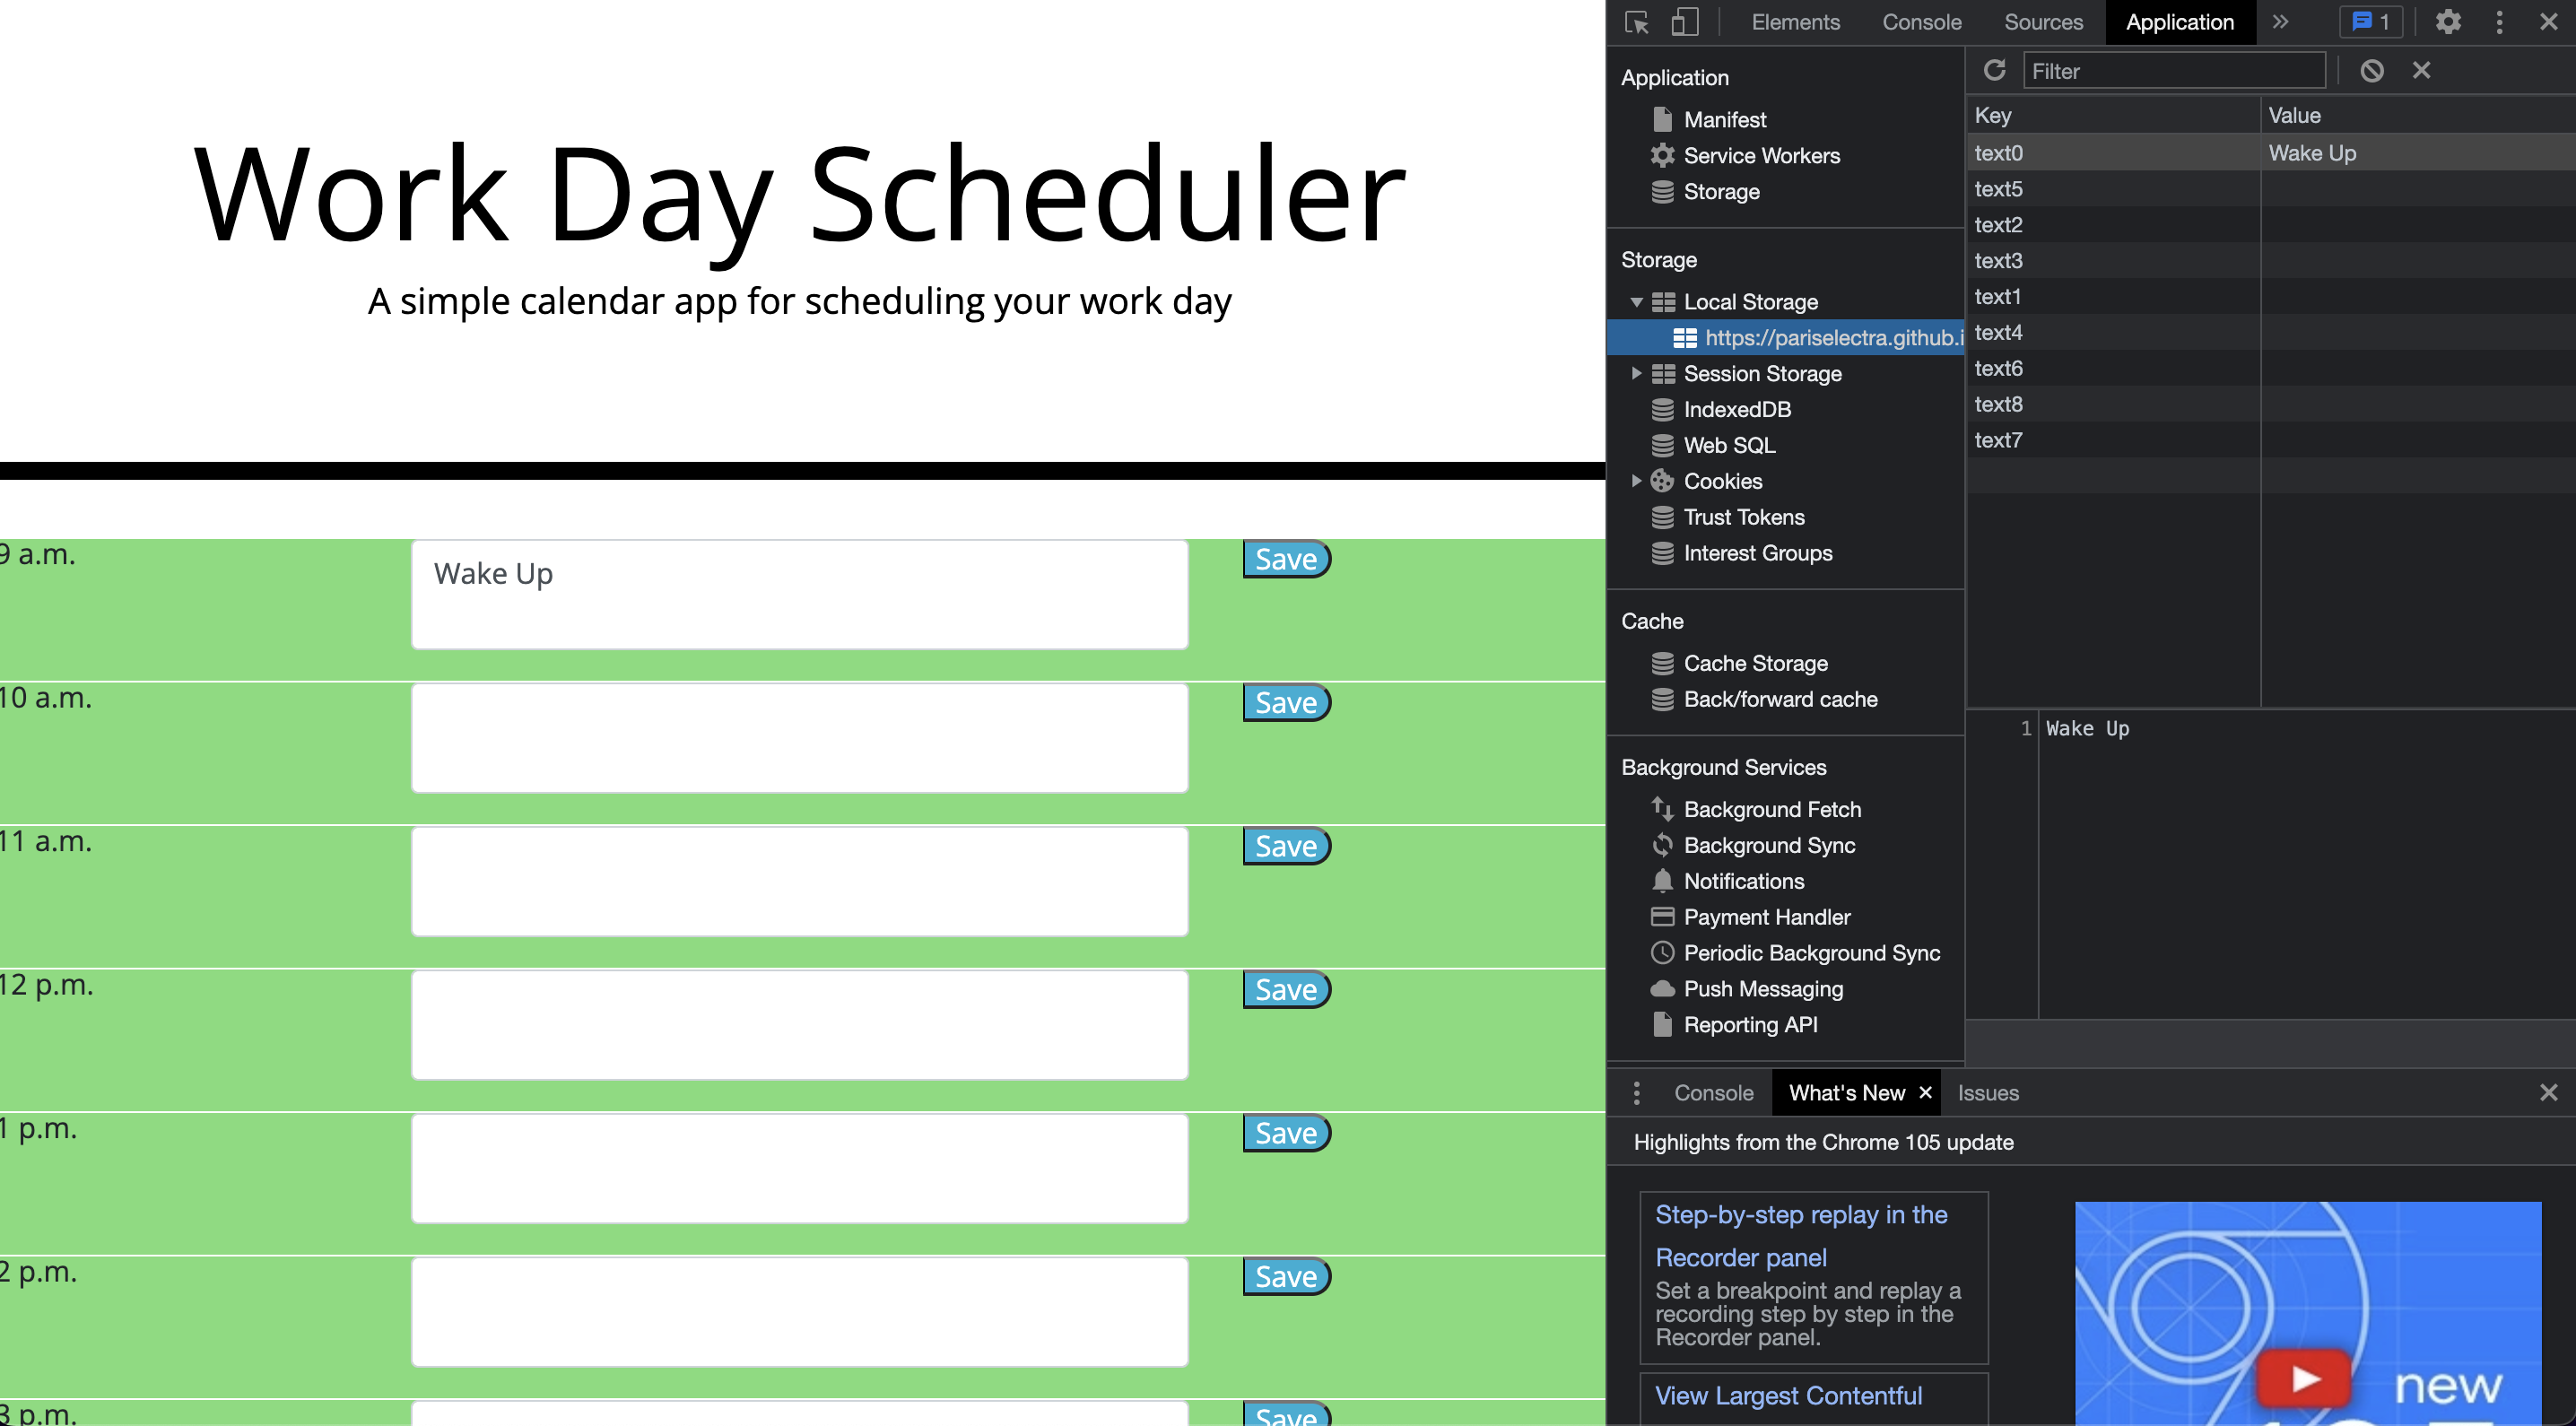 Work Day Scheduler
A simple calendar app for scheduling your work day
9 a.m.
Wake Up
Save
10 a.m.
Save
11 a.m.
Save
12 p.m.
Save
1 p.m.
Save
2 p.m.
Save
3 p.m.
Save
Elements Console Sources Application » 1
Application
Manifest
Service Workers
Storage
Storage
Local Storage
https://pariselectra.github.i
Session Storage
IndexedDB
Web SQL
Cookies
Trust Tokens
Interest Groups
Cache
Cache Storage
Back/forward cache
Background Services
Background Fetch
Background Sync
Notifications
Payment Handler
Periodic Background Sync
Push Messaging
Reporting API
Filter
Key Value
text0 Wake Up
text5
text2
text3
text1
text4
text6
text8
text7
1 Wake Up
Console What's New Issues
Highlights from the Chrome 105 update
Step-by-step replay in the
Recorder panel
Set a breakpoint and replay a
recording step by step in the
Recorder panel.
View Largest Contentful
new